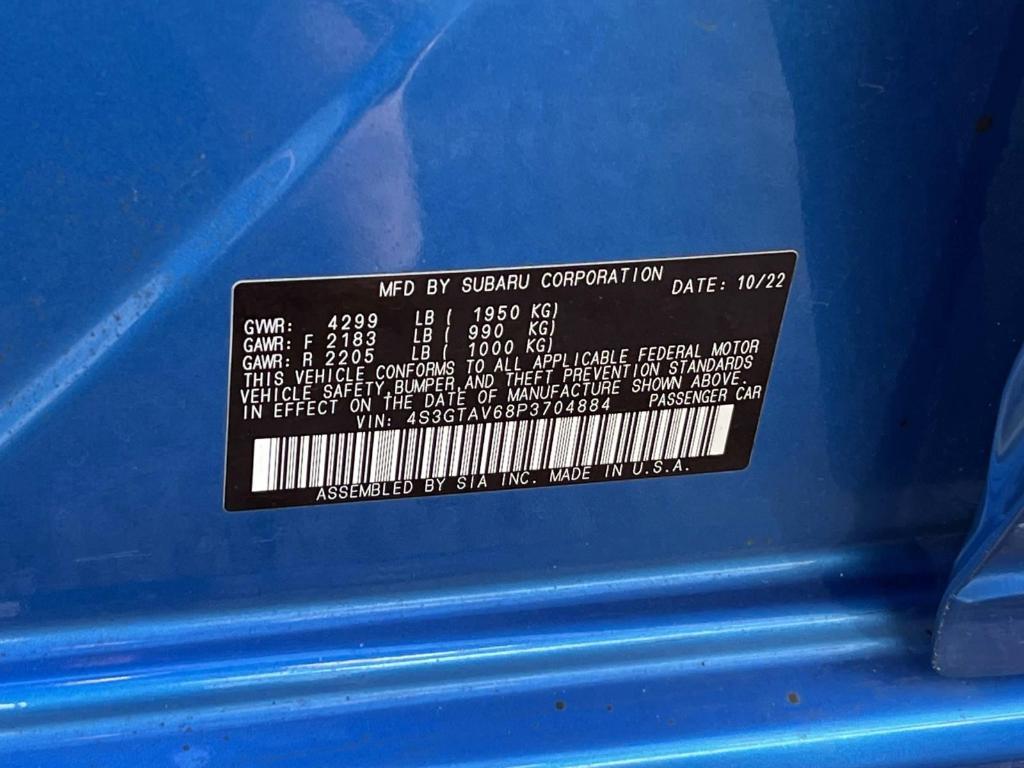 MFD BY SUBARU CORPORATION DATE: 10/22
GVWR: 4299 LB ( 1950 KG)
GAWR: F 2183 LB ( 990 KG)
GAWR: R 2205 LB ( 1000 KG)
THIS VEHICLE CONFORMS TO ALL APPLICABLE FEDERAL MOTOR
VEHICLE SAFETY, BUMPER, AND THEFT PREVENTION STANDARDS
IN EFFECT ON THE DATE OF MANUFACTURE SHOWN ABOVE.
VIN: 4S3GTAV68P3704884 PASSENGER CAR
ASSEMBLED BY SIA INC. MADE IN U.S.A.